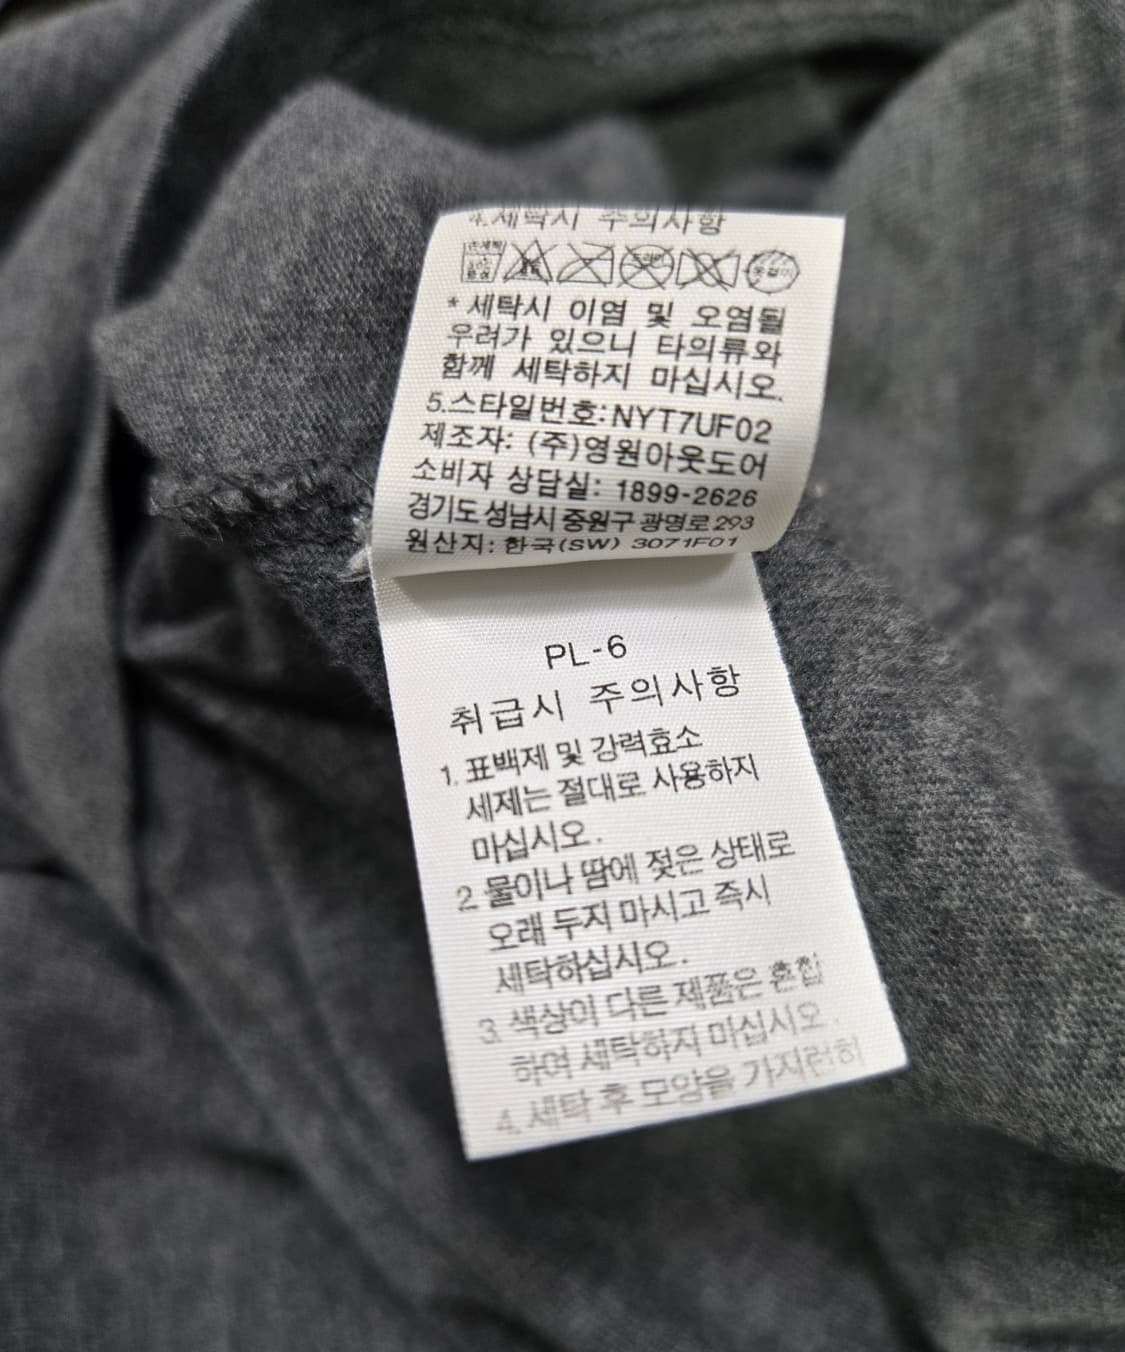 4.세탁시 주의사항
손세탁
옷걸이
* 세탁시 이염 및 오염될
우려가 있으니 타의류와
함께 세탁하지 마십시오.
5.스타일번호:NYT7UF02
제조자: (주)영원아웃도어
소비자 상담실: 1899-2626
경기도 성남시 중원구 광명로 293
원산지: 한국(SW) 3071F01
PL-6
취급시 주의사항
1. 표백제 및 강력효소
세제는 절대로 사용하지
마십시오.
2. 물이나 땀에 젖은 상태로
오래 두지 마시고 즉시
세탁하십시오.
3. 색상이 다른 제품은 혼합
하여 세탁하지 마십시오.
4. 세탁 후 모양을 가지런히